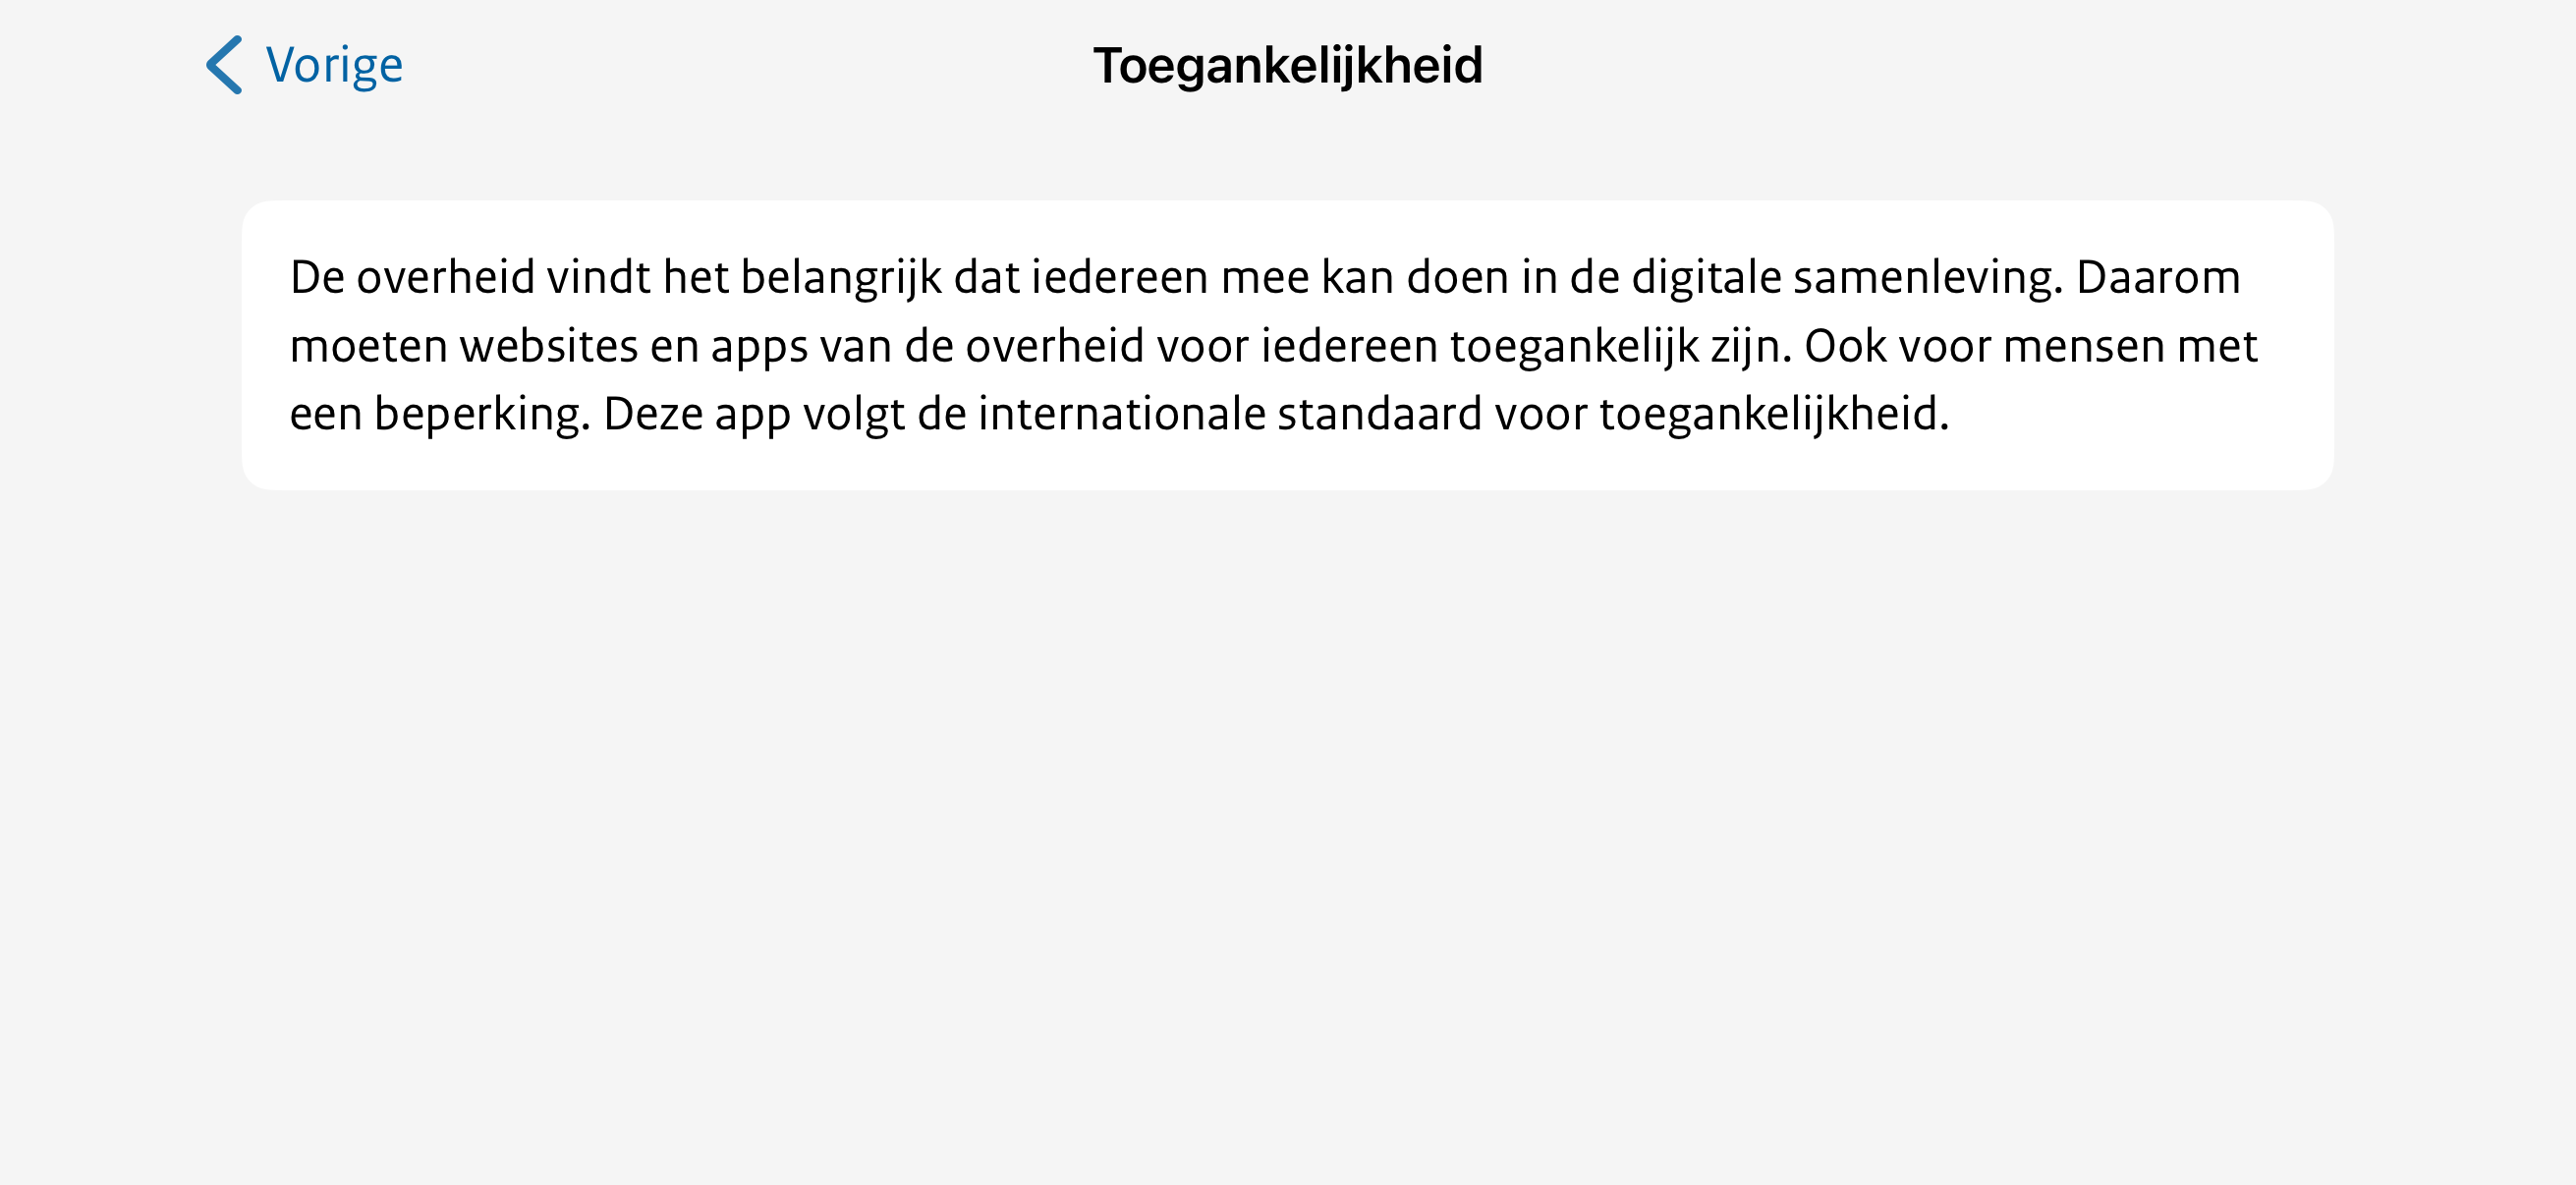 Vorige
Toegankelijkheid
De overheid vindt het belangrijk dat iedereen mee kan doen in de digitale samenleving. Daarom
moeten websites en apps van de overheid voor iedereen toegankelijk zijn. Ook voor mensen met
een beperking. Deze app volgt de internationale standaard voor toegankelijkheid.